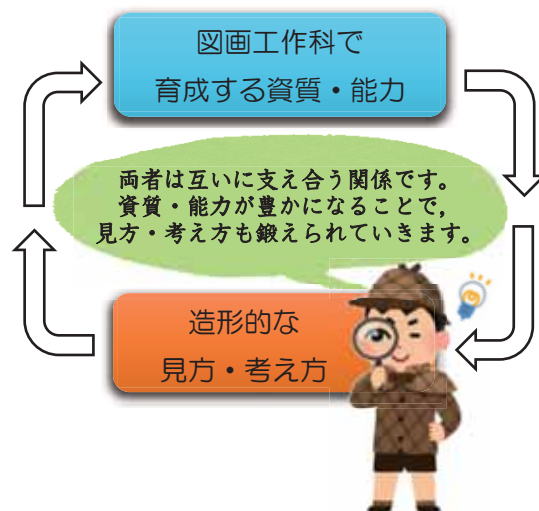 図画工作科で
育成する資質・能力
両者は互いに支え合う関係です。
資質・能力が豊かになることで，
見方・考え方も鍛えられていきます。
造形的な
見方・考え方